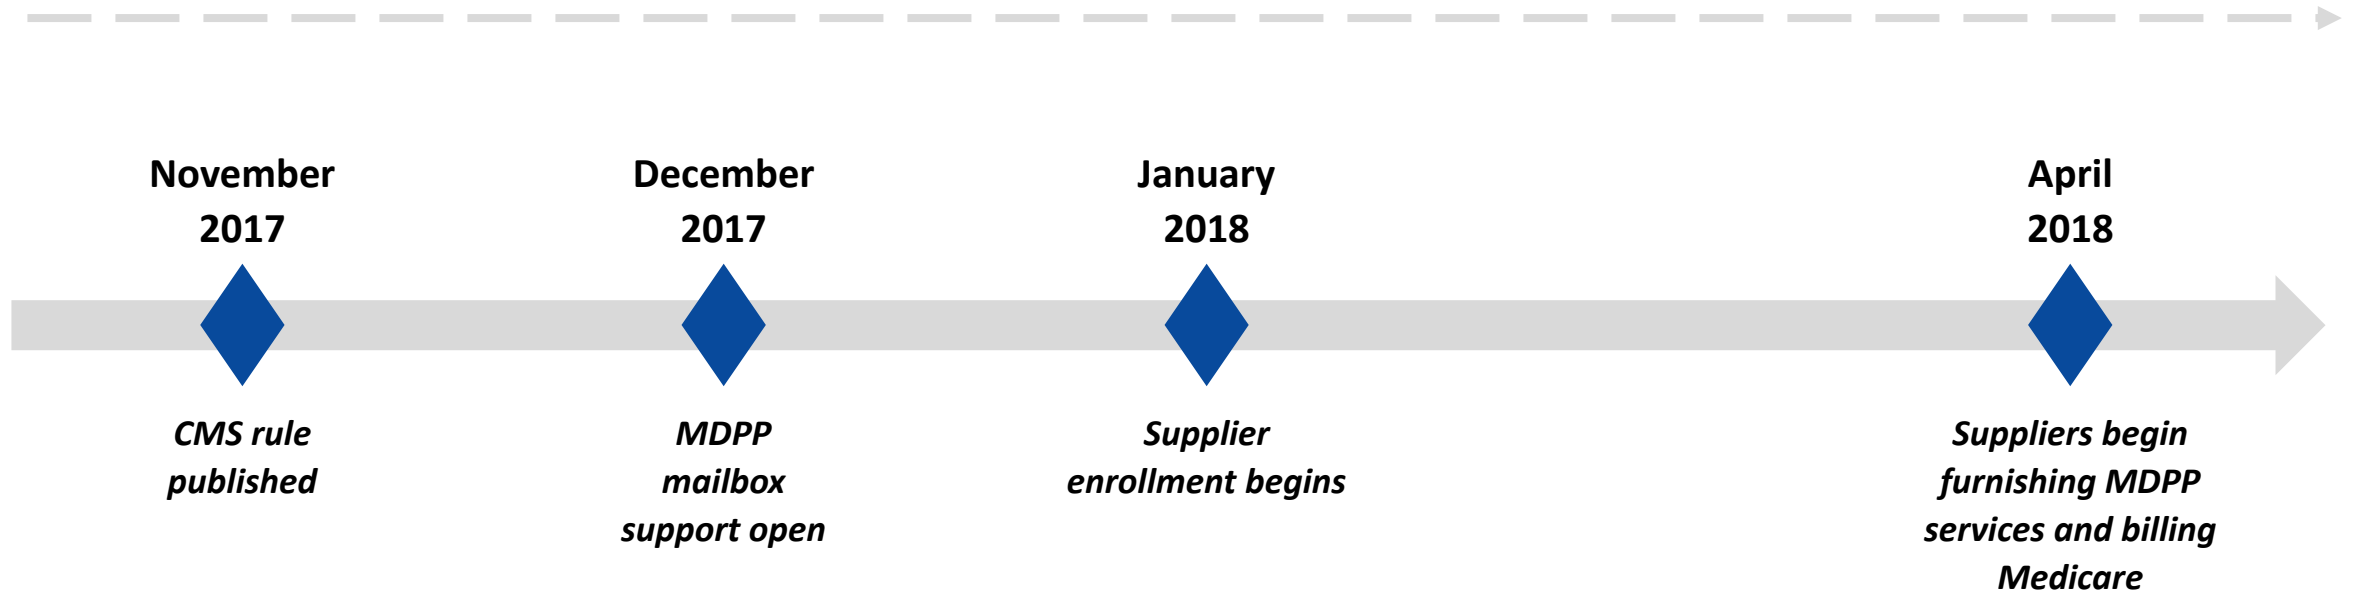 November
2017
CMS rule
published
December
2017
MDPP
mailbox
support open
January
2018
Supplier
enrollment begins
April
2018
Suppliers begin
furnishing MDPP
services and billing
Medicare